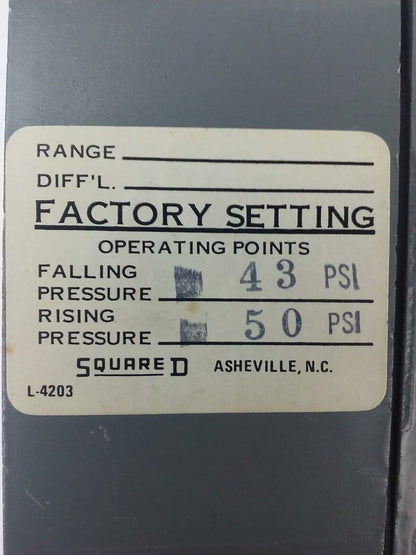 RANGE
DIFF'L.
FACTORY SETTING
OPERATING POINTS
FALLING
PRESSURE 43 PSI
RISING
PRESSURE 50 PSI
SQUARE D ASHEVILLE, N.C.
L-4203